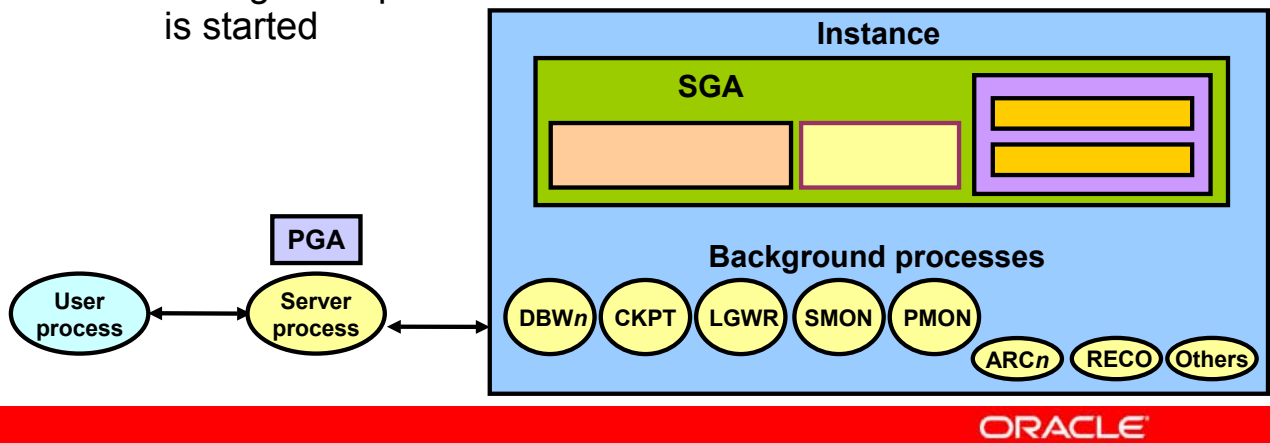 is started
Instance
SGA
PGA
Background processes
User
process
Server
process
DBWn
CKPT
LGWR
SMON
PMON
ARCn
RECO
Others
ORACLE